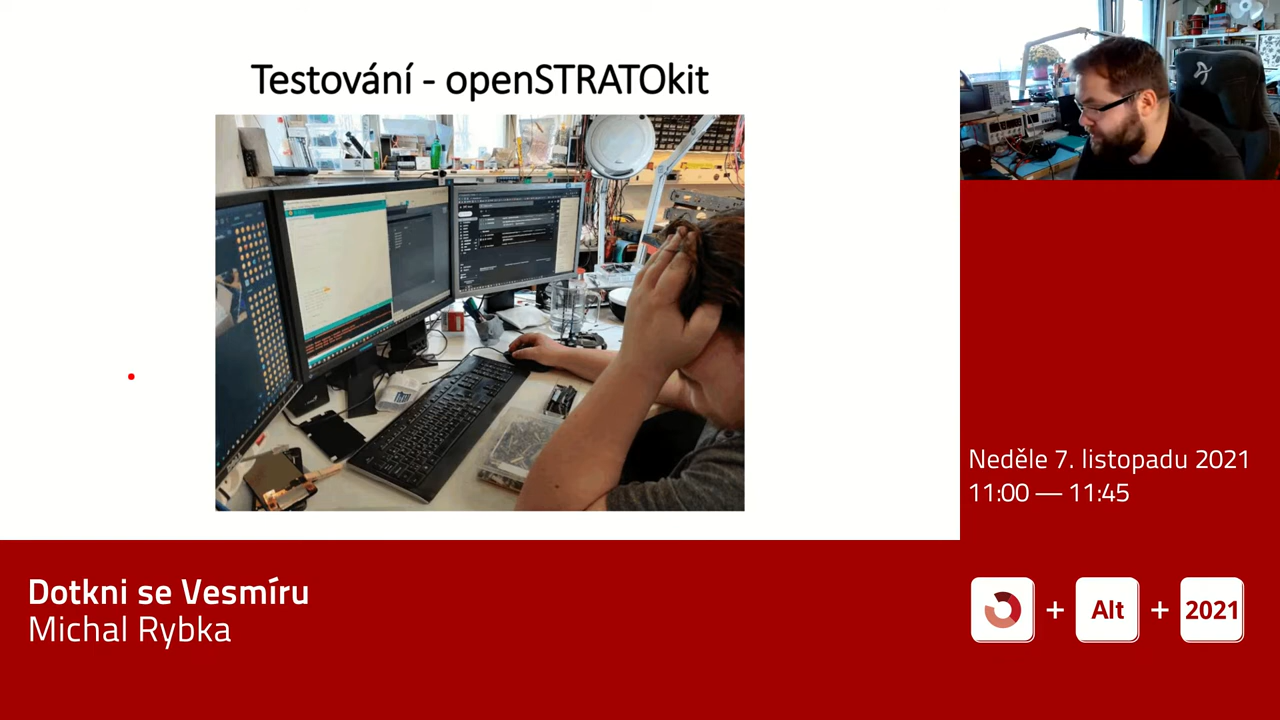 Testování - openSTRATOkit
Neděle 7. listopadu 2021
11:00 — 11:45
Dotkni se Vesmíru
Michal Rybka
+ Alt + 2021